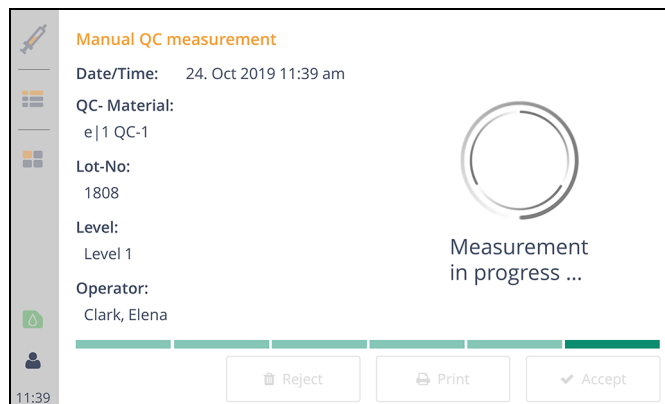 Manual QC measurement
Date/Time: 24. Oct 2019 11:39 am
QC- Material:
e|1 QC-1
Lot-No:
1808
Level:
Level 1
Operator:
Clark, Elena
Measurement
in progress ...
Reject
Print
Accept
11:39